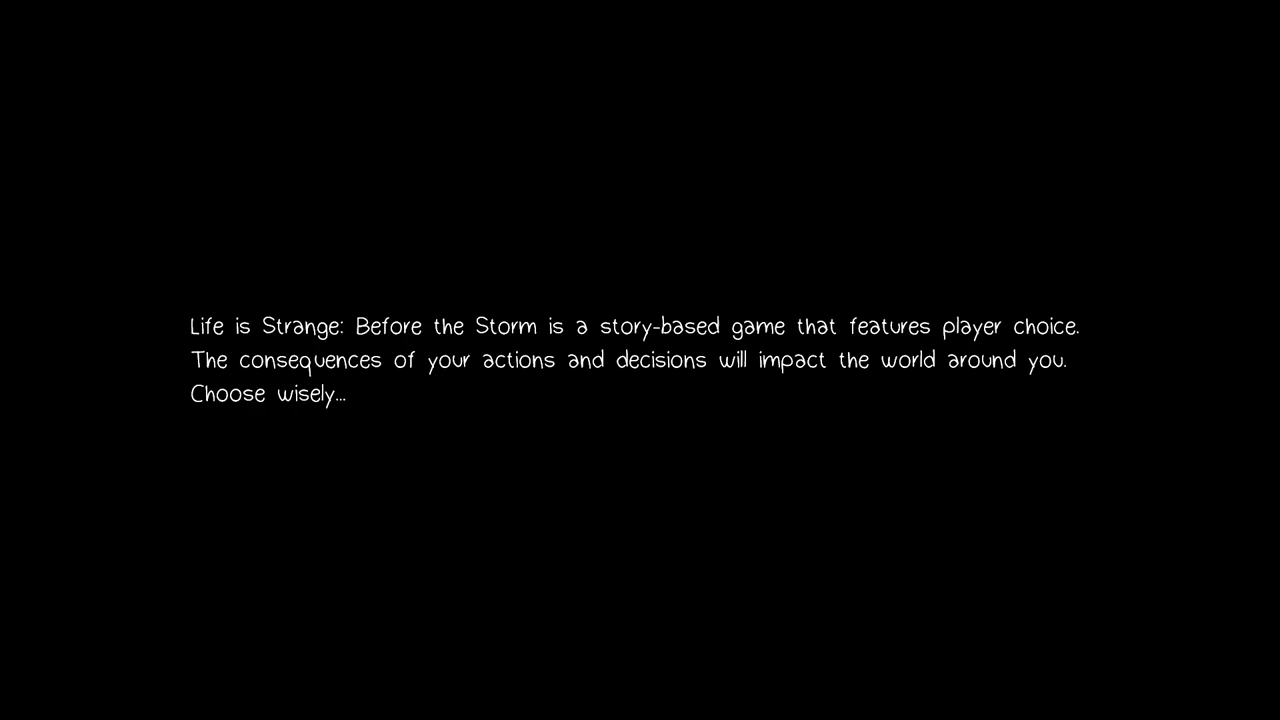 Life is Strange: Before the Storm is a story-based game that features player choice.
The consequences of your actions and decisions will impact the world around you.
Choose wisely...